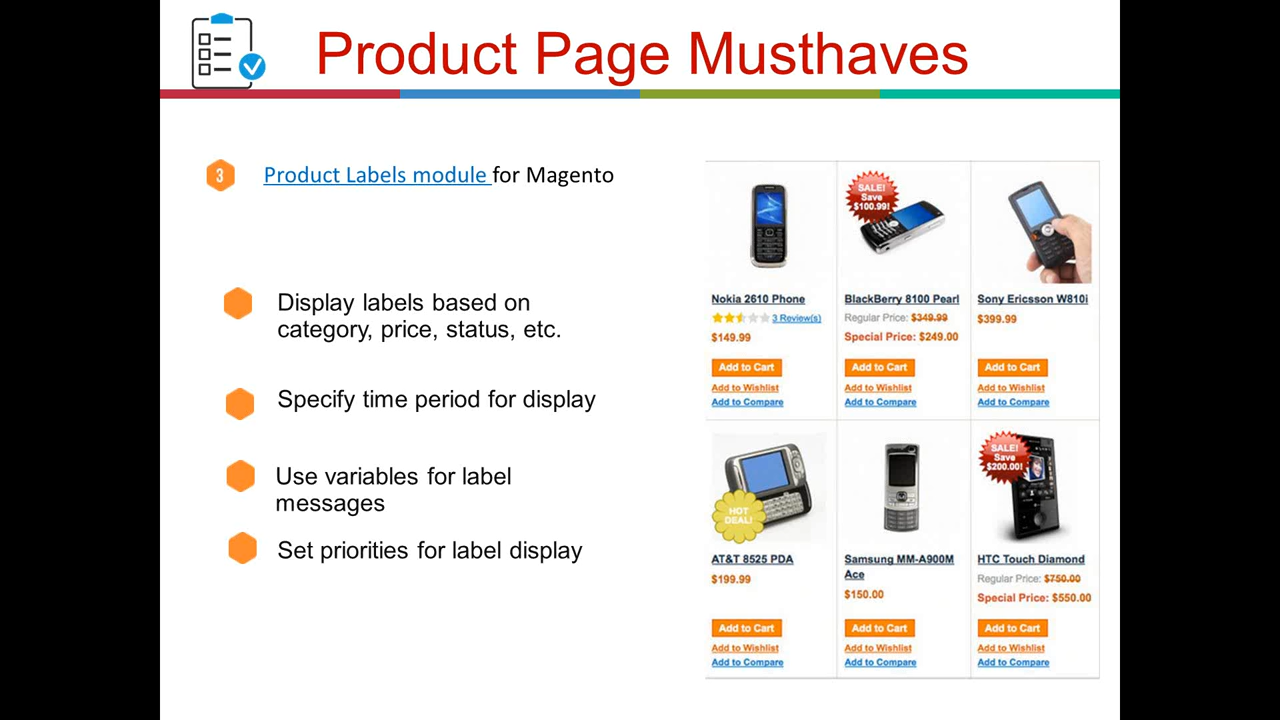 Product Page Musthaves
3
Product Labels module for Magento
Display labels based on
category, price, status, etc.
Specify time period for display
Use variables for label
messages
Set priorities for label display
SALE!
Save
$100.99!
Nokia 2610 Phone
3 Review(s)
$149.99
Add to Cart
Add to Wishlist
Add to Compare
BlackBerry 8100 Pearl
Regular Price: $349.99
Special Price: $249.00
Add to Cart
Add to Wishlist
Add to Compare
Sony Ericsson W810i
$399.99
Add to Cart
Add to Wishlist
Add to Compare
HOT
DEAL!
AT&T 8525 PDA
$199.99
Add to Cart
Add to Wishlist
Add to Compare
Samsung MM-A900M
Ace
$150.00
Add to Cart
Add to Wishlist
Add to Compare
SALE!
Save
$200.00!
HTC Touch Diamond
Regular Price: $750.00
Special Price: $550.00
Add to Cart
Add to Wishlist
Add to Compare